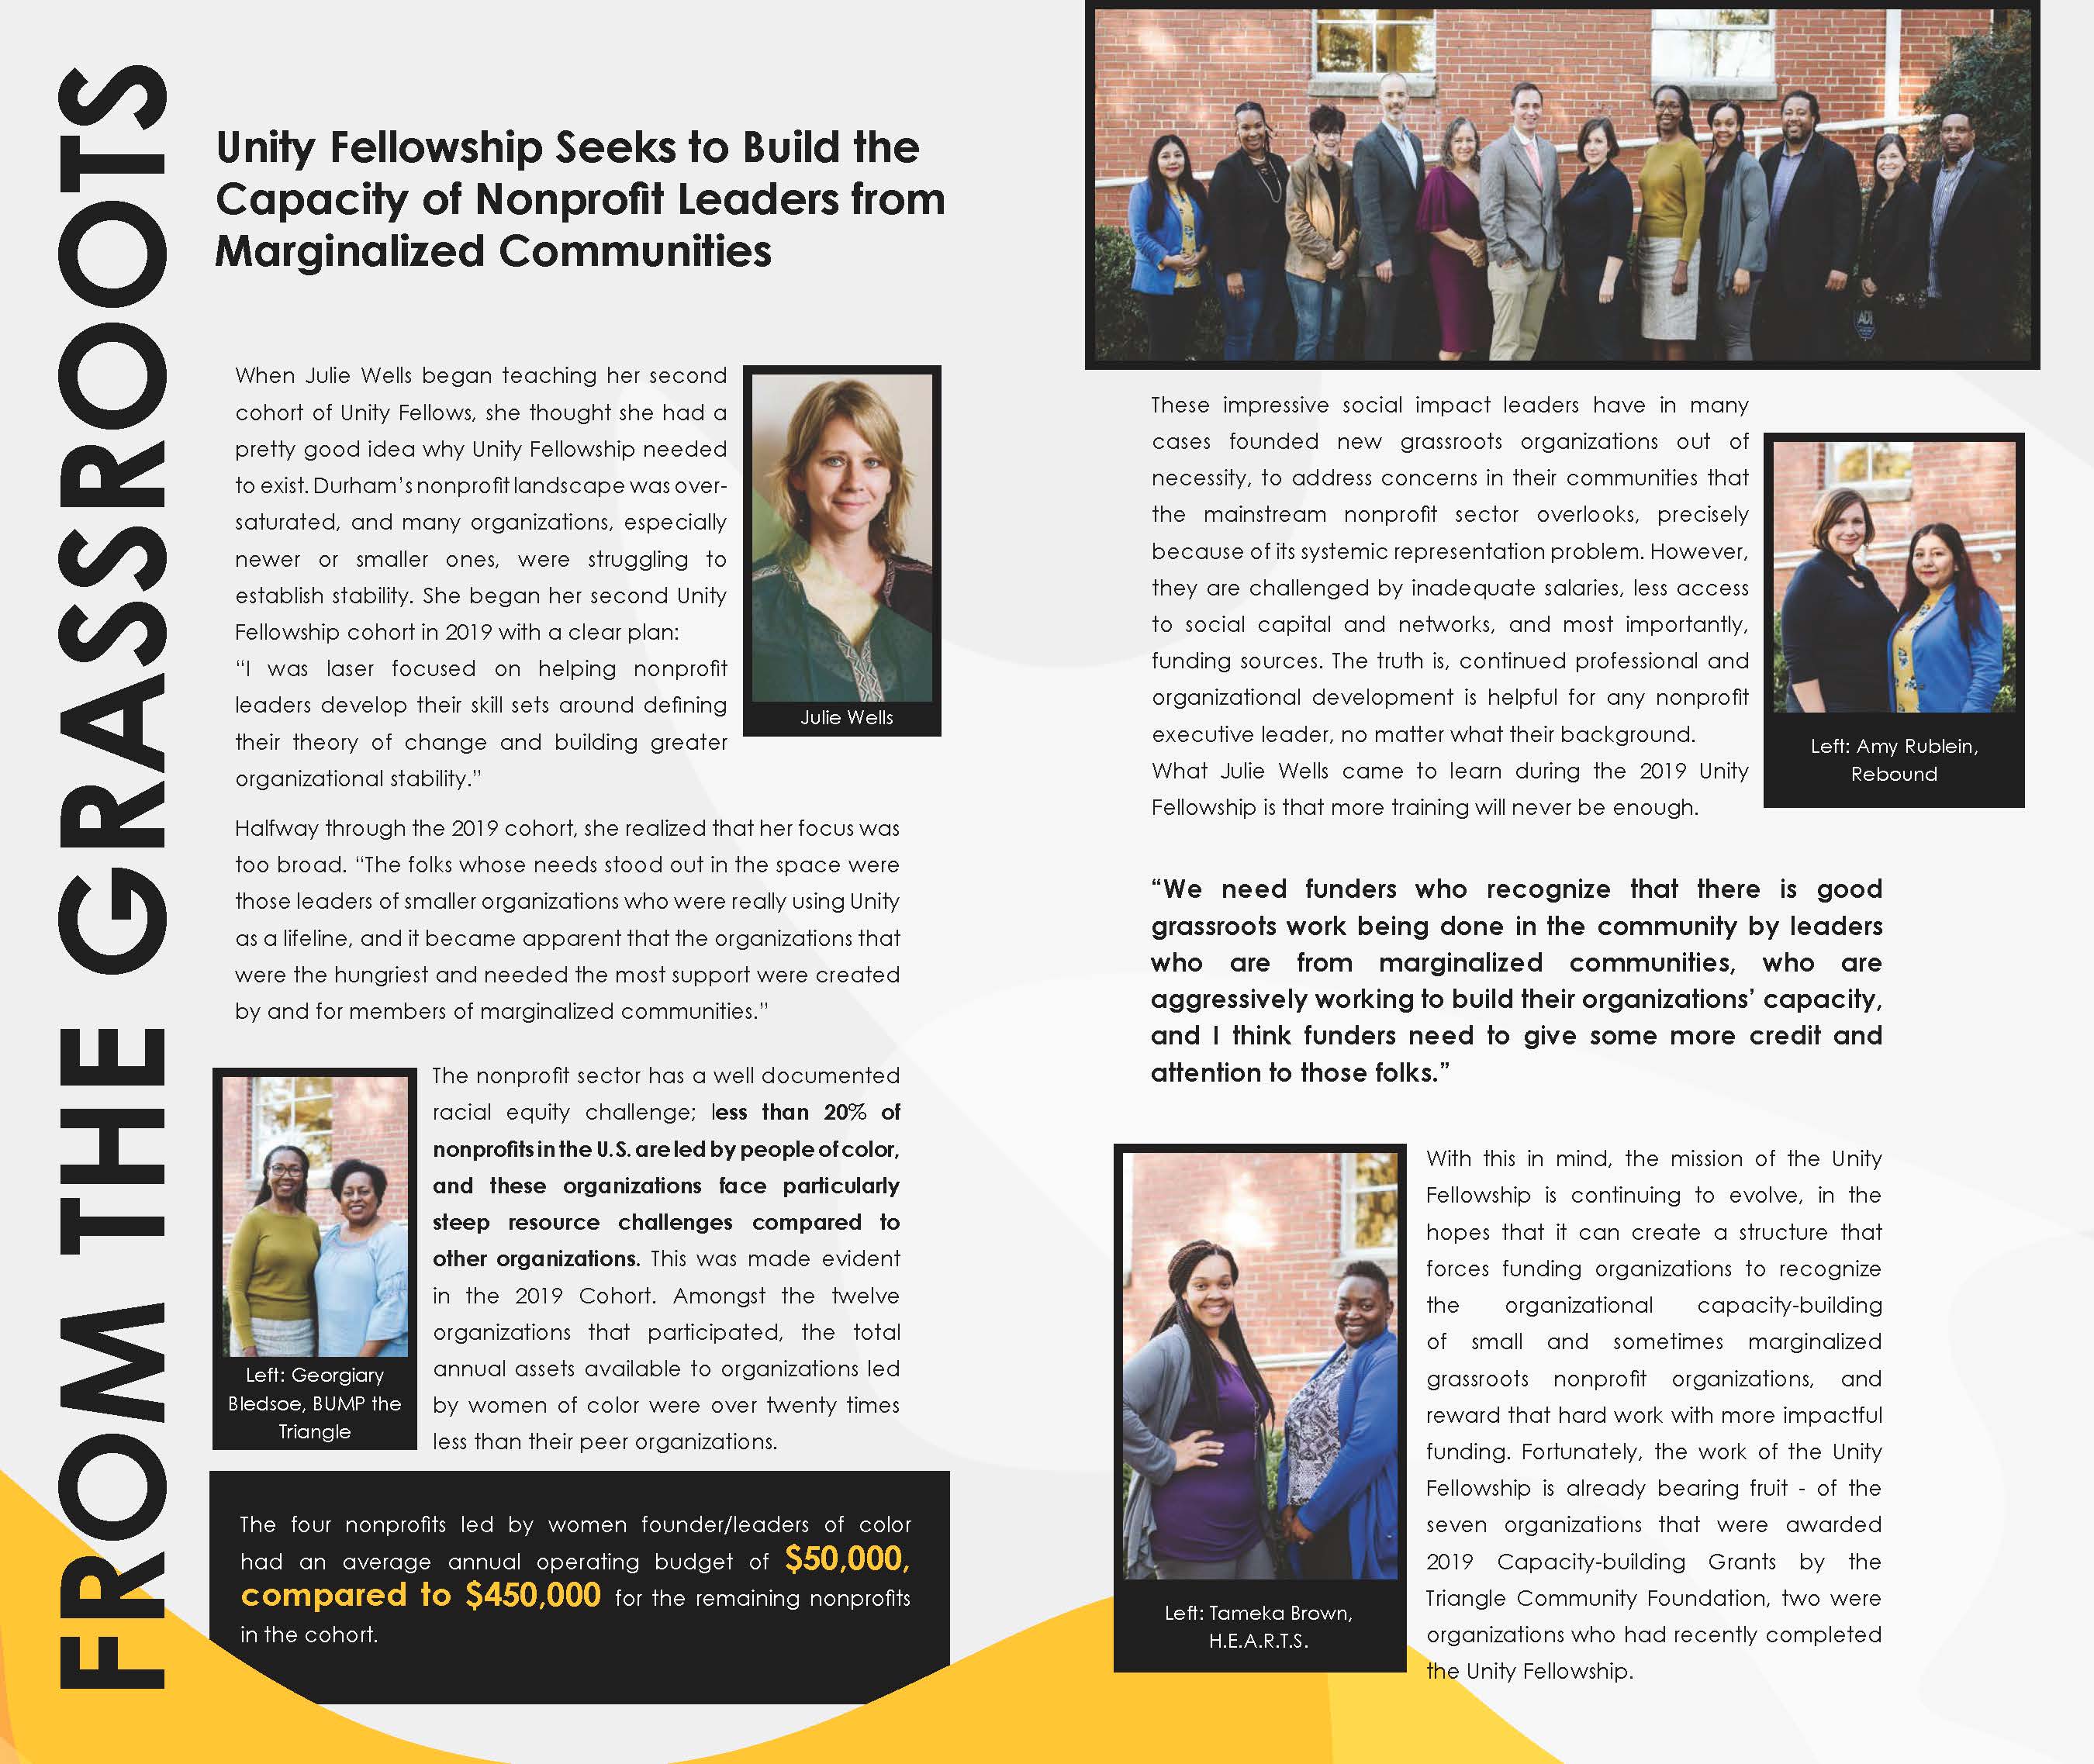 FROM THE GRASSROOTS
Unity Fellowship Seeks to Build the
Capacity of Nonprofit Leaders from
Marginalized Communities
When Julie Wells began teaching her second
cohort of Unity Fellows, she thought she had a
pretty good idea why Unity Fellowship needed
to exist. Durham's nonprofit landscape was over-
saturated, and many organizations, especially
newer or smaller ones, were struggling to
establish stability. She began her second Unity
Fellowship cohort in 2019 with a clear plan:
“I was laser focused on helping nonprofit
leaders develop their skill sets around defining
their theory of change and building greater
organizational stability.”
Julie Wells
Halfway through the 2019 cohort, she realized that her focus was
too broad. “The folks whose needs stood out in the space were
those leaders of smaller organizations who were really using Unity
as a lifeline, and it became apparent that the organizations that
were the hungriest and needed the most support were created
by and for members of marginalized communities.”
The nonprofit sector has a well documented
racial equity challenge; less than 20% of
nonprofits in the U.S. are led by people of color,
and these organizations face particularly
steep resource challenges compared to
other organizations. This was made evident
in the 2019 Cohort. Amongst the twelve
organizations that participated, the total
annual assets available to organizations led
by women of color were over twenty times
less than their peer organizations.
Left: Georgiary
Bledsoe, BUMP the
Triangle
The four nonprofits led by women founder/leaders of color
had an average annual operating budget of $50,000,
compared to $450,000 for the remaining nonprofits
in the cohort.
ADT
These impressive social impact leaders have in many
cases founded new grassroots organizations out of
necessity, to address concerns in their communities that
the mainstream nonprofit sector overlooks, precisely
because of its systemic representation problem. However,
they are challenged by inadequate salaries, less access
to social capital and networks, and most importantly,
funding sources. The truth is, continued professional and
organizational development is helpful for any nonprofit
executive leader, no matter what their background.
What Julie Wells came to learn during the 2019 Unity
Fellowship is that more training will never be enough.
Left: Amy Rublein,
Rebound
“We need funders who recognize that there is good
grassroots work being done in the community by leaders
who are from marginalized communities, who are
aggressively working to build their organizations’ capacity,
and I think funders need to give some more credit and
attention to those folks.”
Left: Tameka Brown,
H.E.A.R.T.S.
With this in mind, the mission of the Unity
Fellowship is continuing to evolve, in the
hopes that it can create a structure that
forces funding organizations to recognize
the organizational capacity-building
of small and sometimes marginalized
grassroots nonprofit organizations, and
reward that hard work with more impactful
funding. Fortunately, the work of the Unity
Fellowship is already bearing fruit - of the
seven organizations that were awarded
2019 Capacity-building Grants by the
Triangle Community Foundation, two were
organizations who had recently completed
the Unity Fellowship.